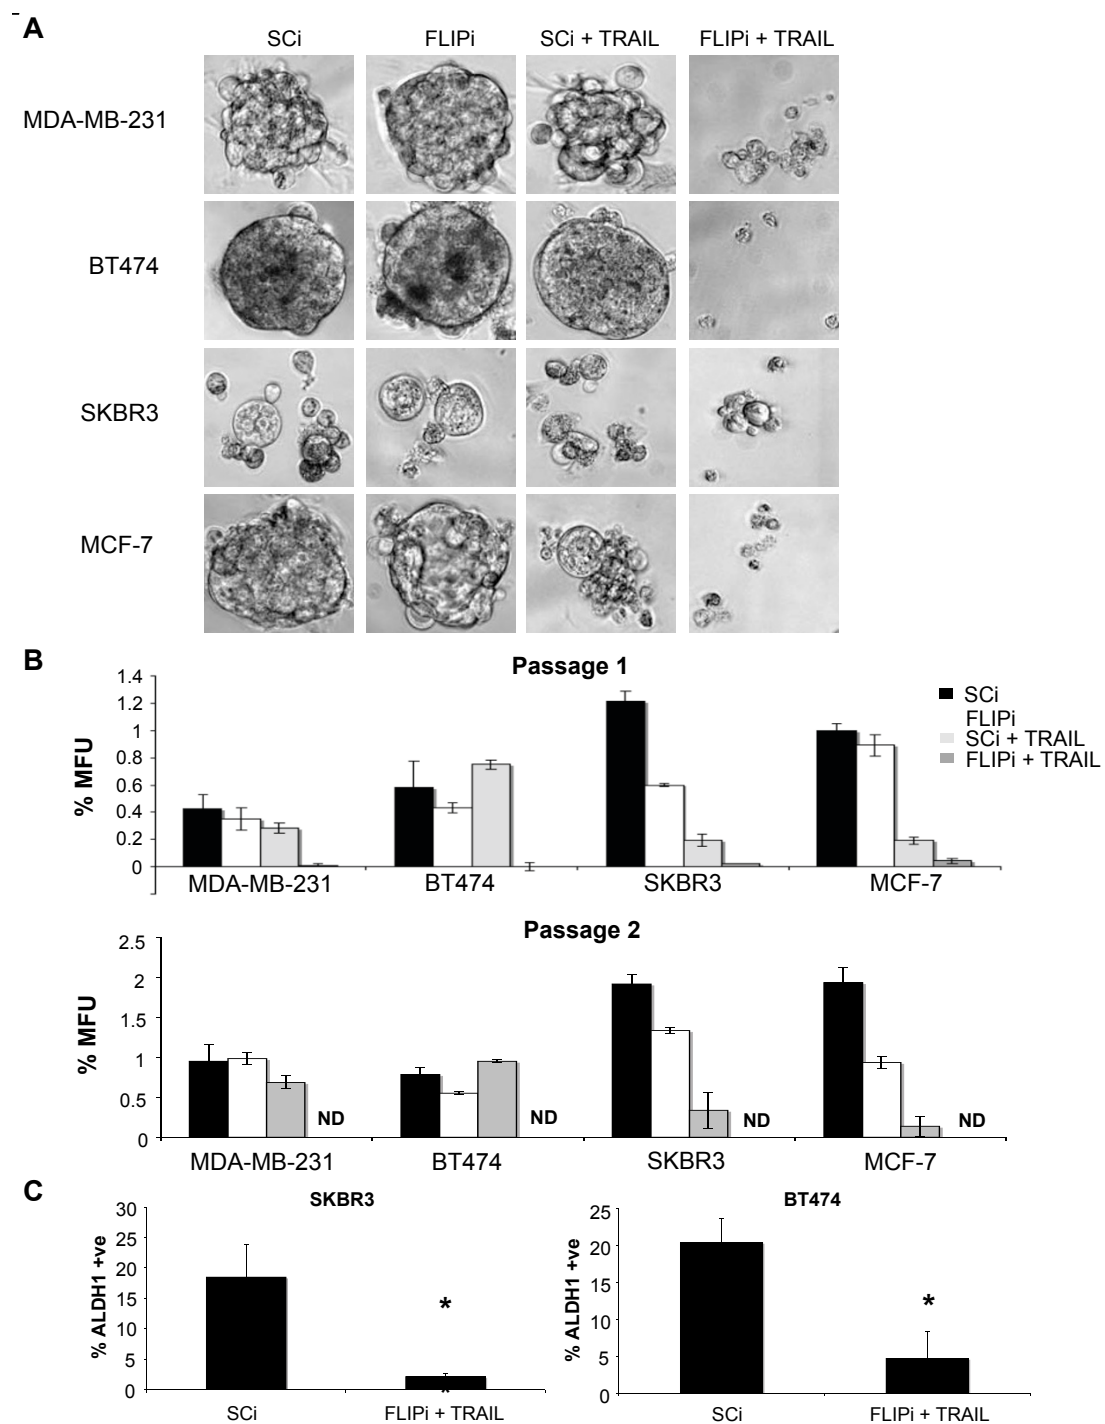 A
SCi FLIPi SCi + TRAIL FLIPi + TRAIL
MDA-MB-231
BT474
SKBR3
MCF-7
B
Passage 1
% MFU
1.4
1.2
1
0.8
0.6
0.4
0.2
0
MDA-MB-231 BT474 SKBR3 MCF-7
SCi
FLIPi
SCi + TRAIL
FLIPi + TRAIL
Passage 2
% MFU
2.5
2
1.5
1
0.5
0
ND ND ND ND
MDA-MB-231 BT474 SKBR3 MCF-7
C
SKBR3
% ALDH1 +ve
30
25
20
15
10
5
0
*
*
SCi FLIPi + TRAIL
BT474
% ALDH1 +ve
25
20
15
10
5
0
*
SCi FLIPi + TRAIL